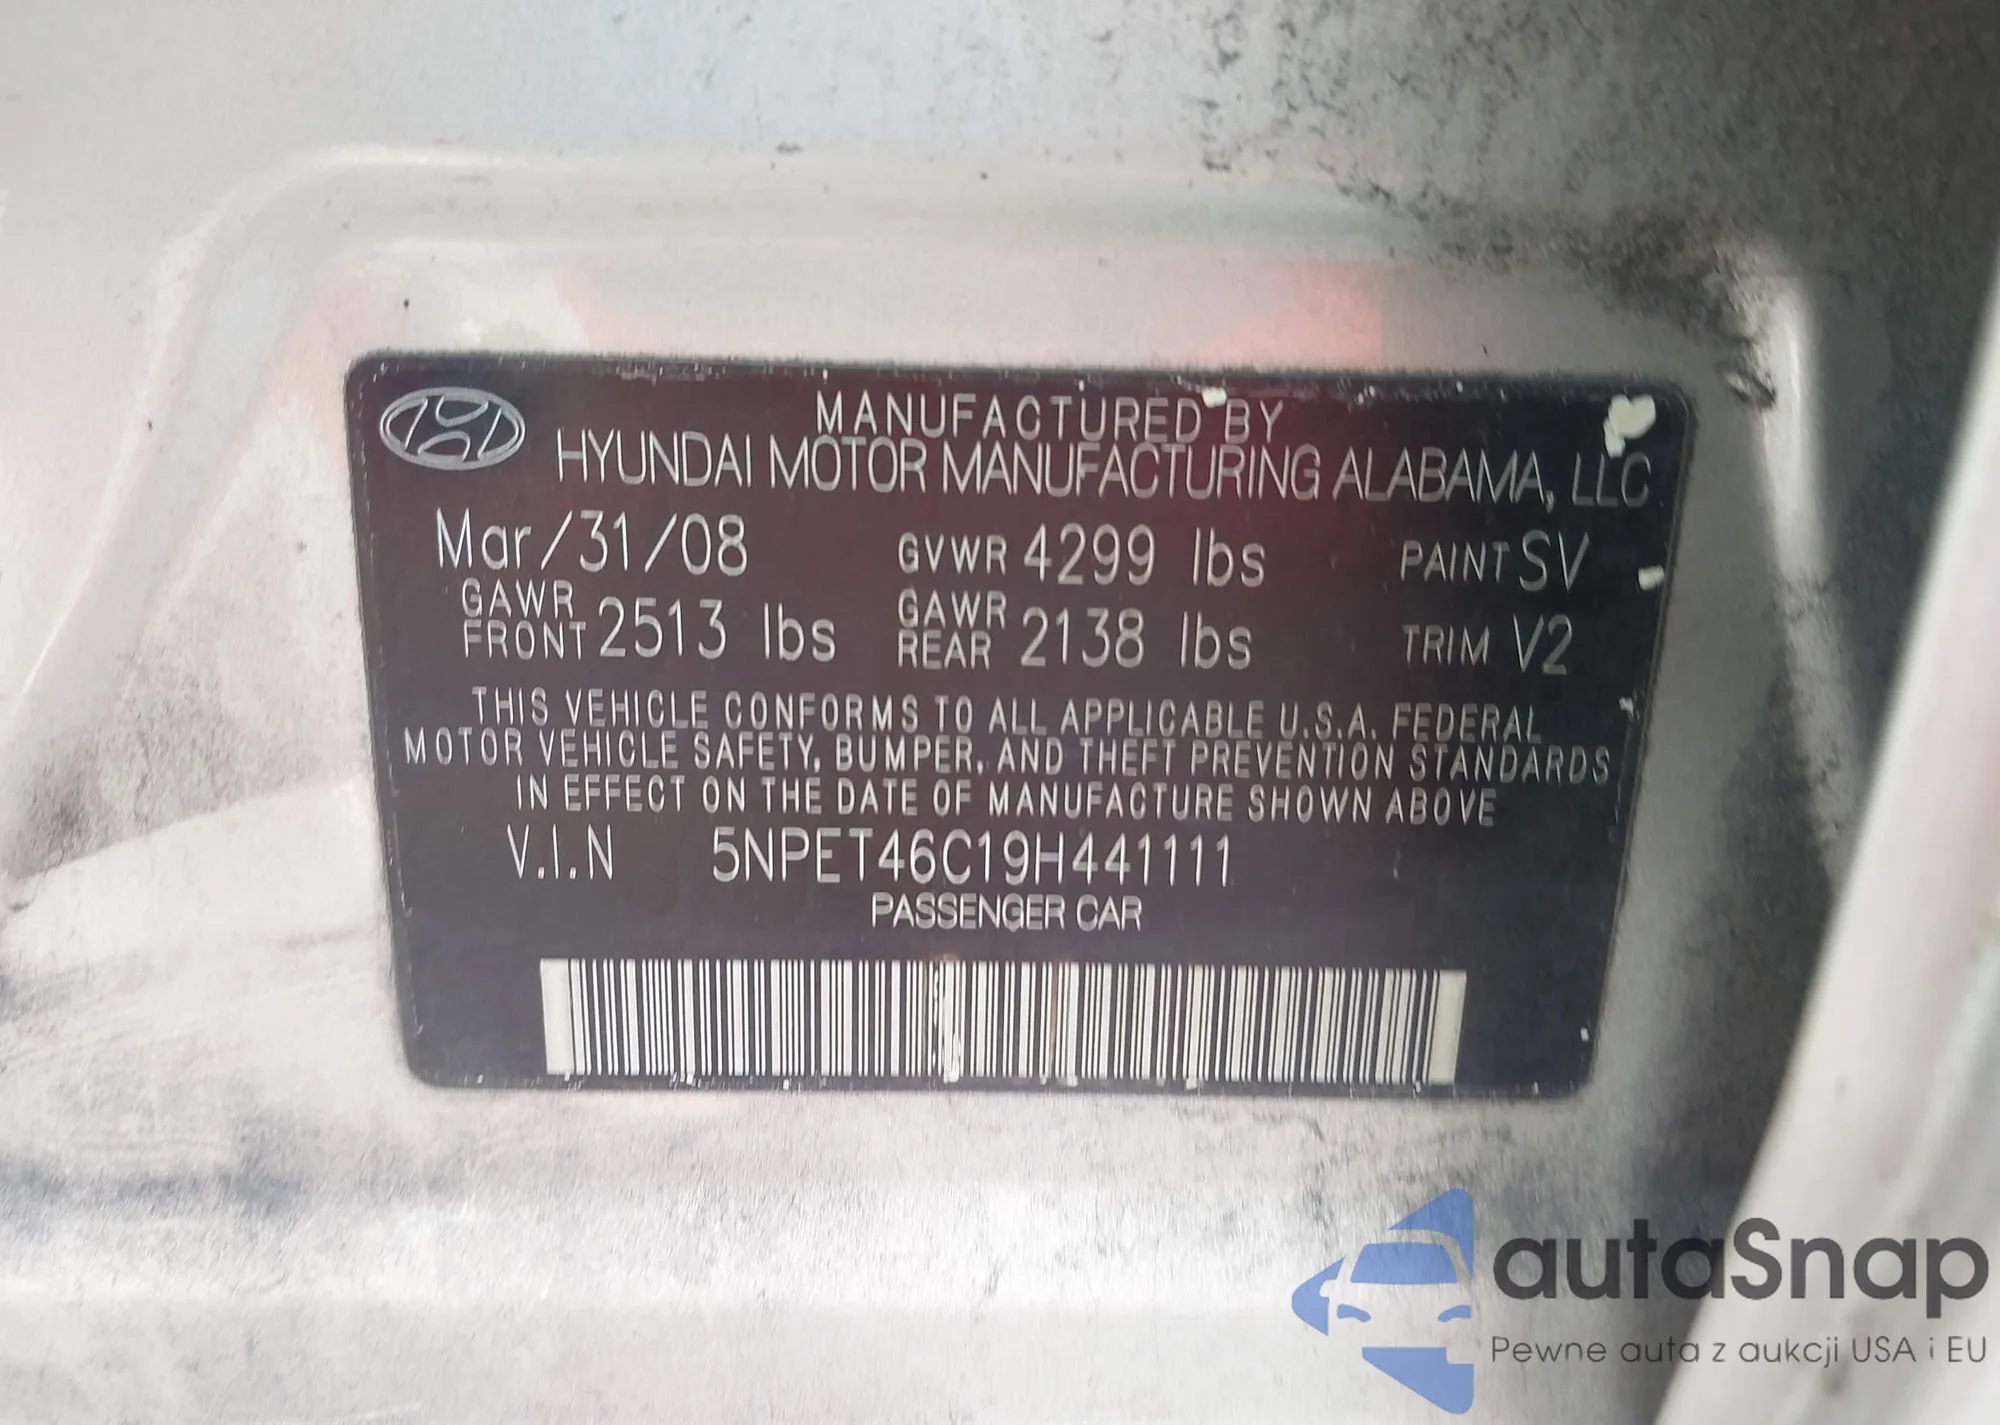 MANUFACTURED BY
HYUNDAI MOTOR MANUFACTURING ALABAMA, LLC
Mar/31/08 GVWR 4299 lbs PAINT SV
GAWR FRONT 2513 lbs GAWR REAR 2138 lbs TRIM V2
THIS VEHICLE CONFORMS TO ALL APPLICABLE U.S.A. FEDERAL
MOTOR VEHICLE SAFETY, BUMPER, AND THEFT PREVENTION STANDARDS
IN EFFECT ON THE DATE OF MANUFACTURE SHOWN ABOVE
V.I.N 5NPET46C19H441111
PASSENGER CAR
autaSnap
Pewne auta z aukcji USA i EU